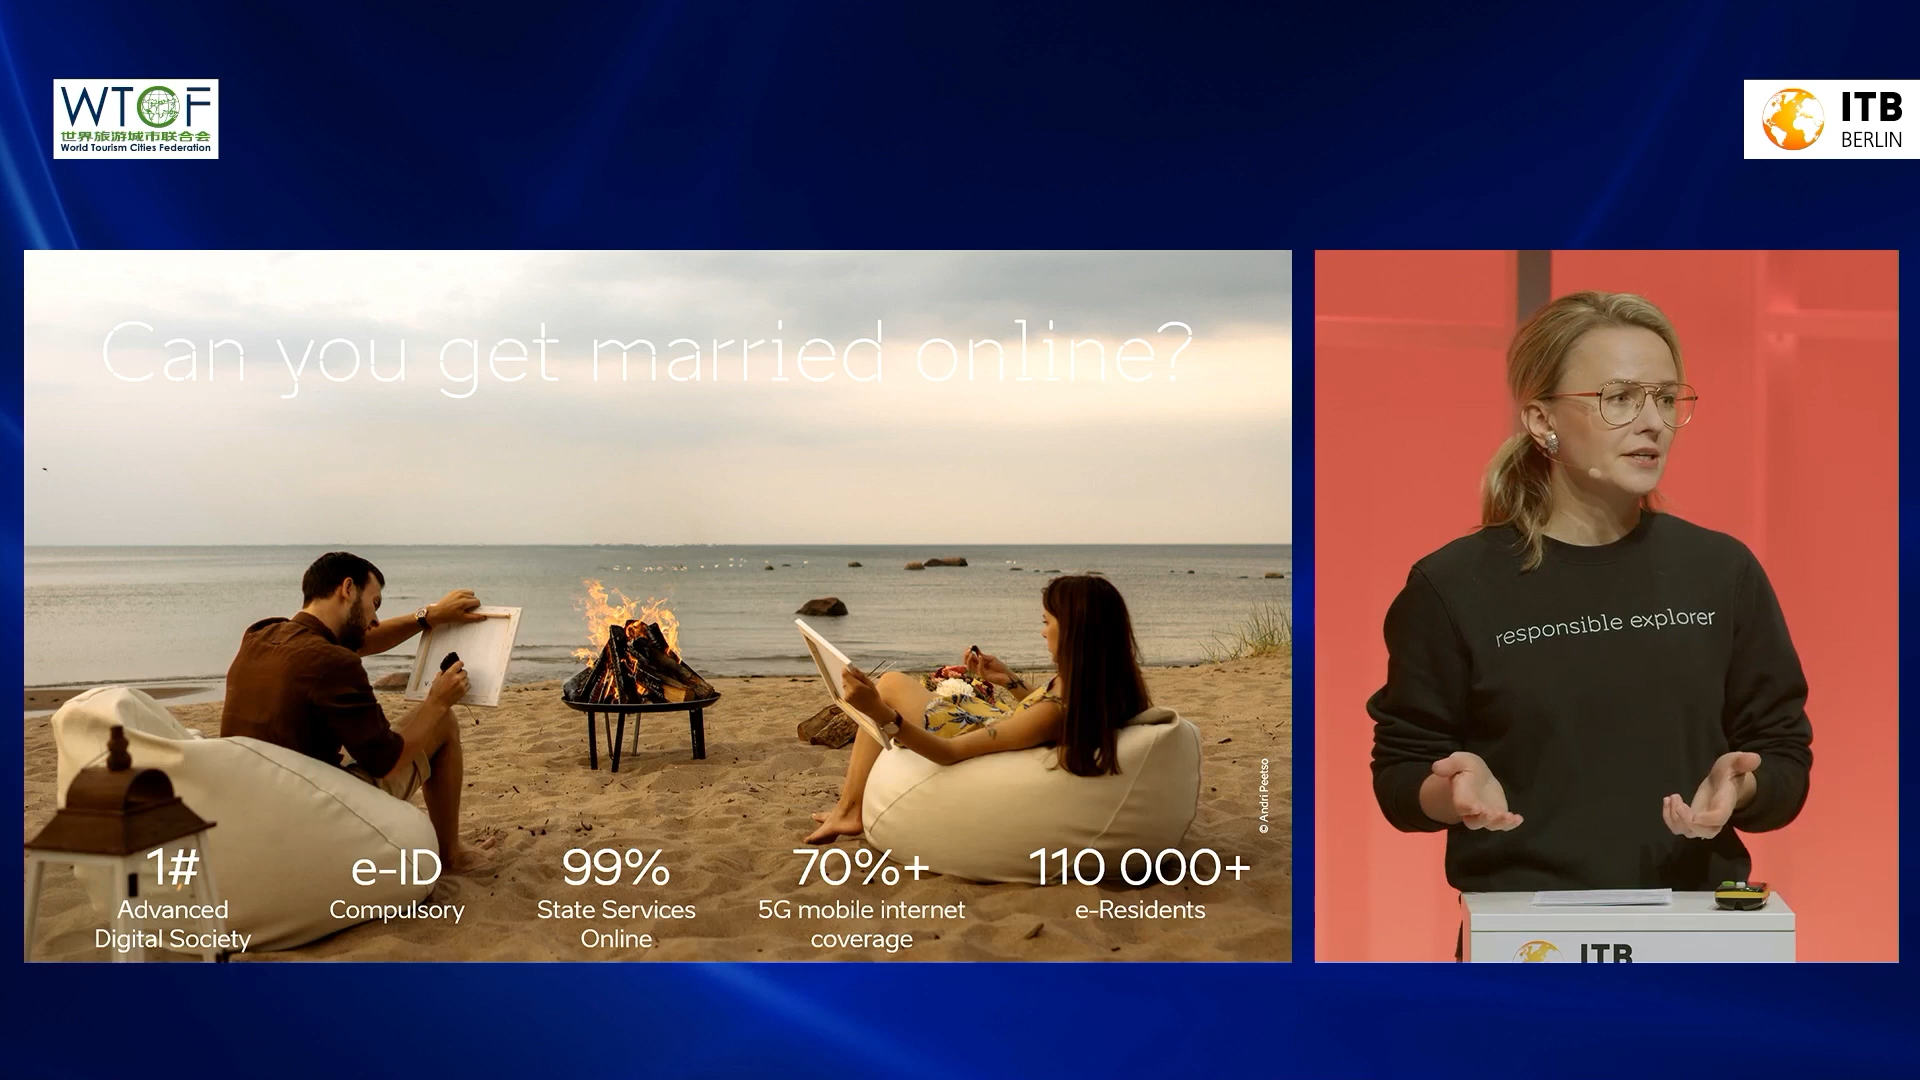 WTCF
世界旅游城市联合会
World Tourism Cities Federation
ITB
BERLIN
Can you get married online?
© Andri Peetso
1#
Advanced
Digital Society
e-ID
Compulsory
99%
State Services
Online
70%+
5G mobile internet
coverage
110 000+
e-Residents
responsible explorer
ITB